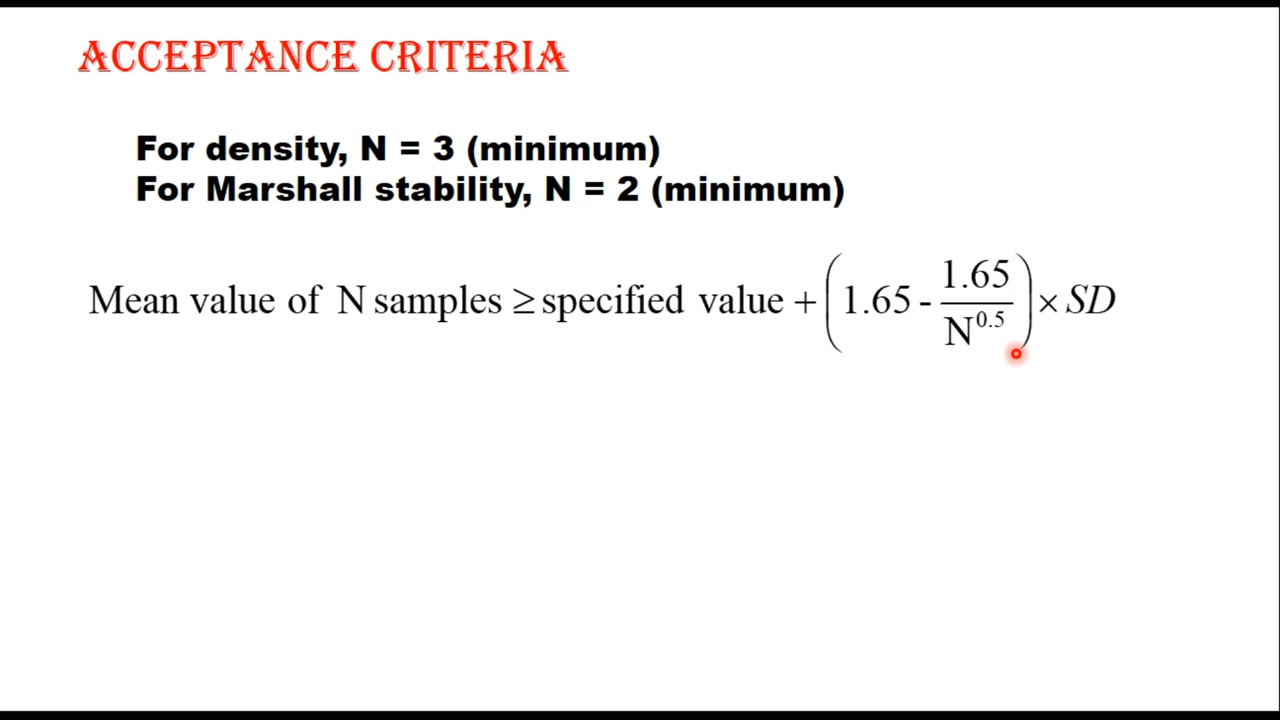 ACCEPTANCE CRITERIA
For density, N = 3 (minimum)
For Marshall stability, N = 2 (minimum)
Mean value of N samples ≥ specified value + (1.65 - 1.65/N^0.5) × SD